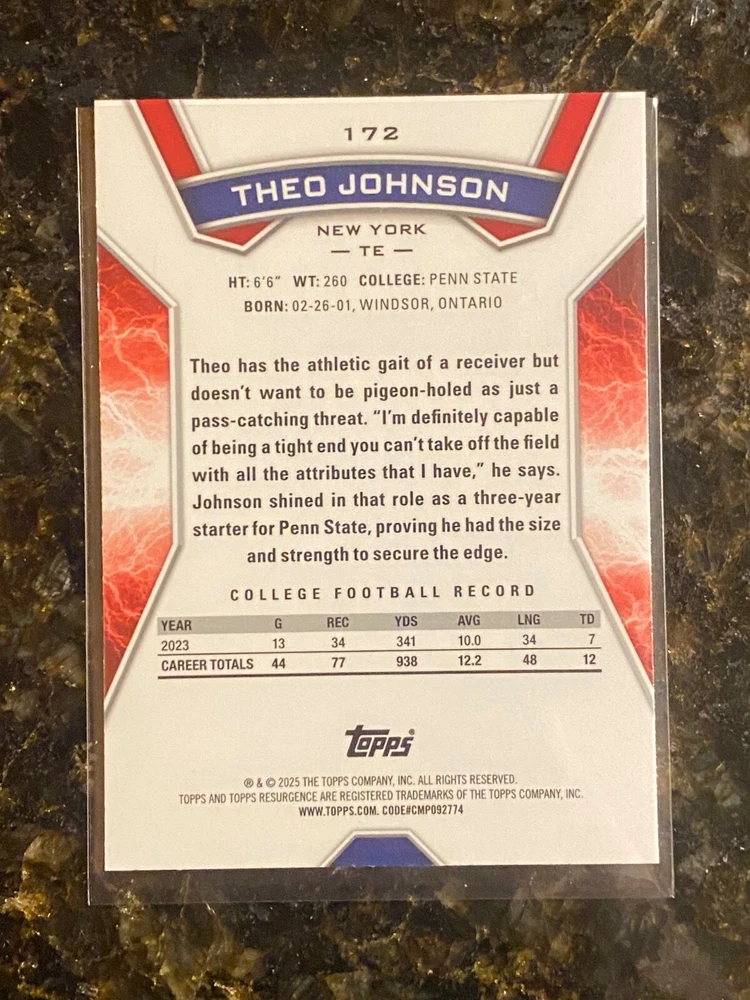 172
THEO JOHNSON
NEW YORK
— TE —
HT: 6'6" WT: 260 COLLEGE: PENN STATE
BORN: 02-26-01, WINDSOR, ONTARIO
Theo has the athletic gait of a receiver but
doesn't want to be pigeon-holed as just a
pass-catching threat. "I'm definitely capable
of being a tight end you can't take off the field
with all the attributes that I have," he says.
Johnson shined in that role as a three-year
starter for Penn State, proving he had the size
and strength to secure the edge.
COLLEGE FOOTBALL RECORD
YEAR G REC YDS AVG LNG TD
2023 13 34 341 10.0 34 7
CAREER TOTALS 44 77 938 12.2 48 12
Topps®
® & © 2025 THE TOPPS COMPANY, INC. ALL RIGHTS RESERVED.
TOPPS AND TOPPS RESURGENCE ARE REGISTERED TRADEMARKS OF THE TOPPS COMPANY, INC.
WWW.TOPPS.COM. CODE#CMP092774